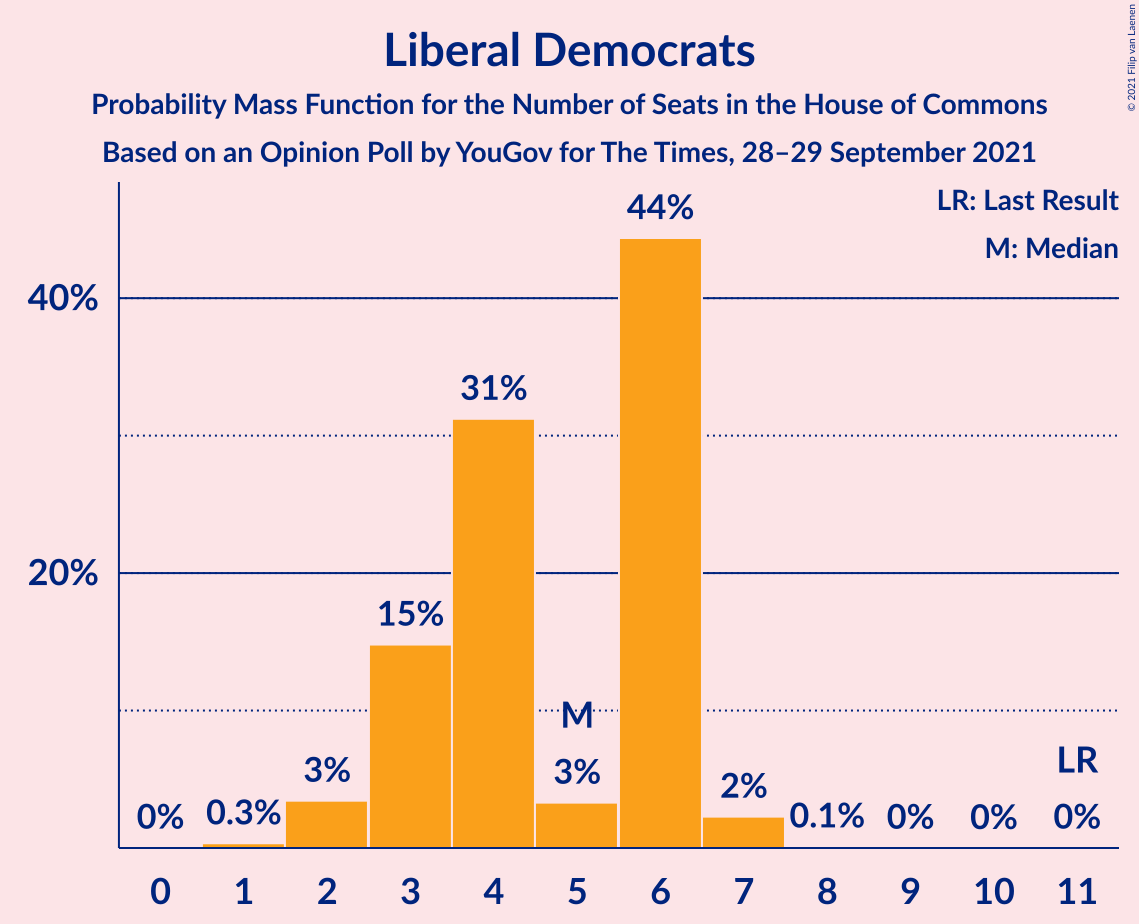 Liberal Democrats
Probability Mass Function for the Number of Seats in the House of Commons
Based on an Opinion Poll by YouGov for The Times, 28–29 September 2021
© 2021 Filip van Laenen
LR: Last Result
M: Median
44%
40%
31%
20%
15%
M
LR
0%
0.3%
3%
3%
2%
0.1%
0%
0%
0%
0 1 2 3 4 5 6 7 8 9 10 11